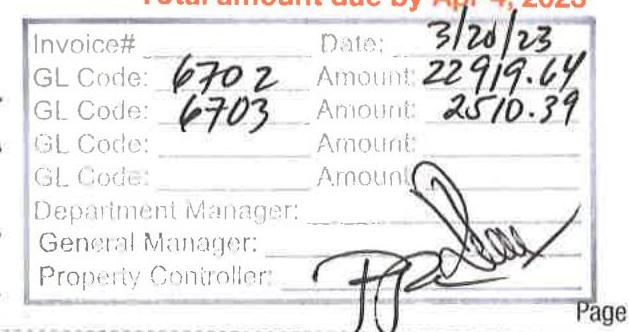 Total amount due by Apr 4, 2023
Invoice# Date: 3/20/23
GL Code: 6702 Amount: 22919.64
GL Code: 6703 Amount: 2510.39
GL Code: Amount:
GL Code: Amount
Department Manager:
General Manager:
Property Controller:
Page